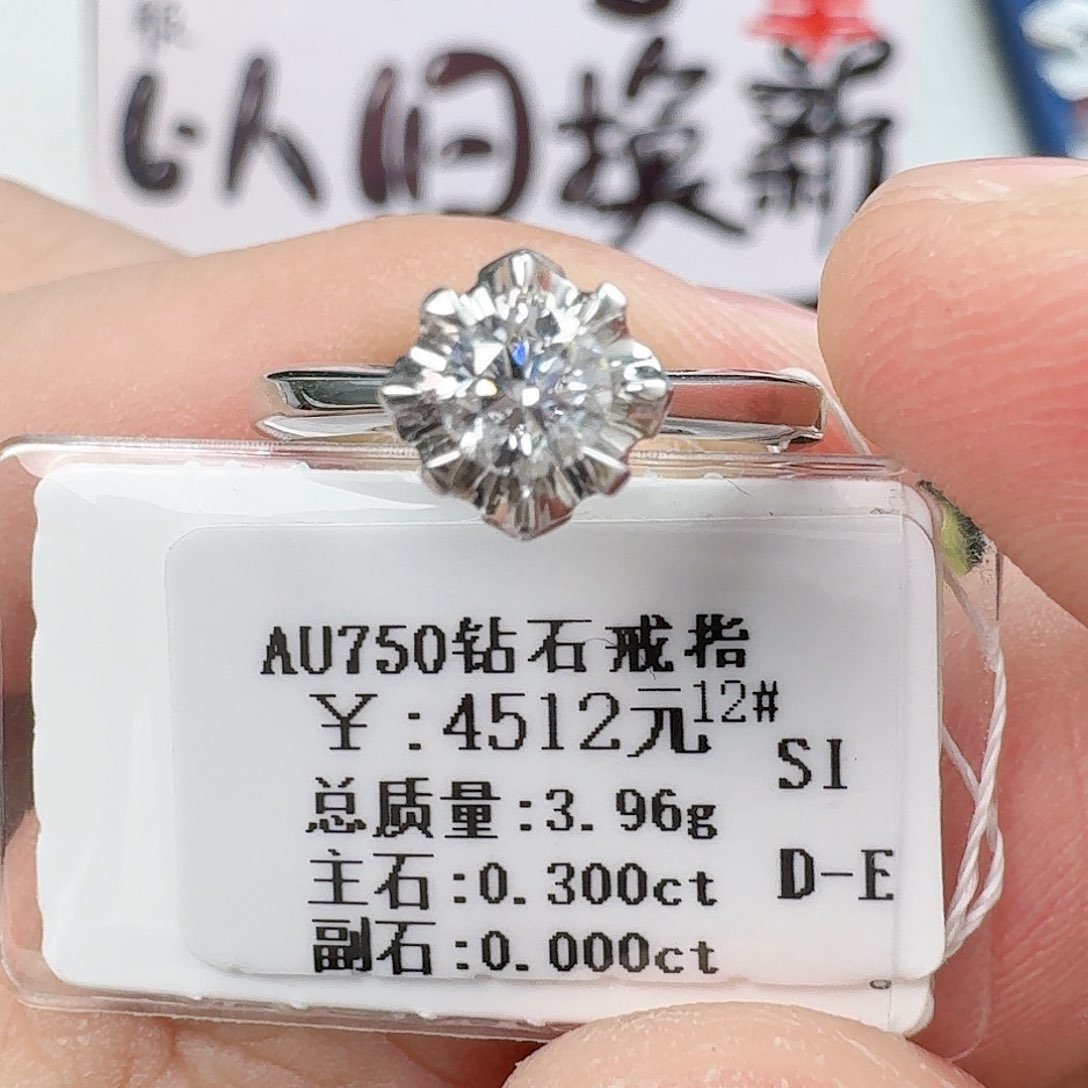 以旧换新
AU750钻石戒指
¥:4512元12#
SI
总质量:3.96g
主石:0.300ct D-E
副石:0.000ct